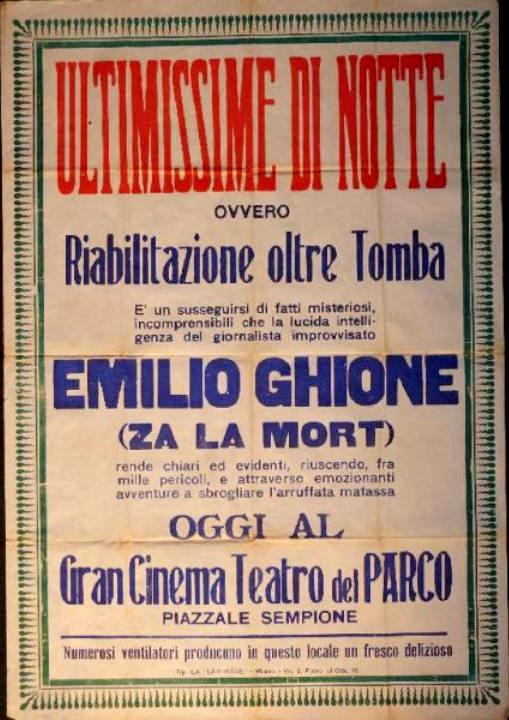 ULTIMISSIME DI NOTTE
OVVERO
Riabilitazione oltre Tomba
E' un susseguirsi di fatti misteriosi,
incomprensibili che la lucida intelli-
genza del giornalista improvvisato
EMILIO GHIONE
(ZA LA MORT)
rende chiari ed evidenti, riuscendo, fra
mille pericoli, e attraverso emozionanti
avventure a sbrogliare l'arruffata matassa
OGGI AL
Gran Cinema Teatro del PARCO
PIAZZALE SEMPIONE
Numerosi ventilatori producono in questo locale un fresco delizioso